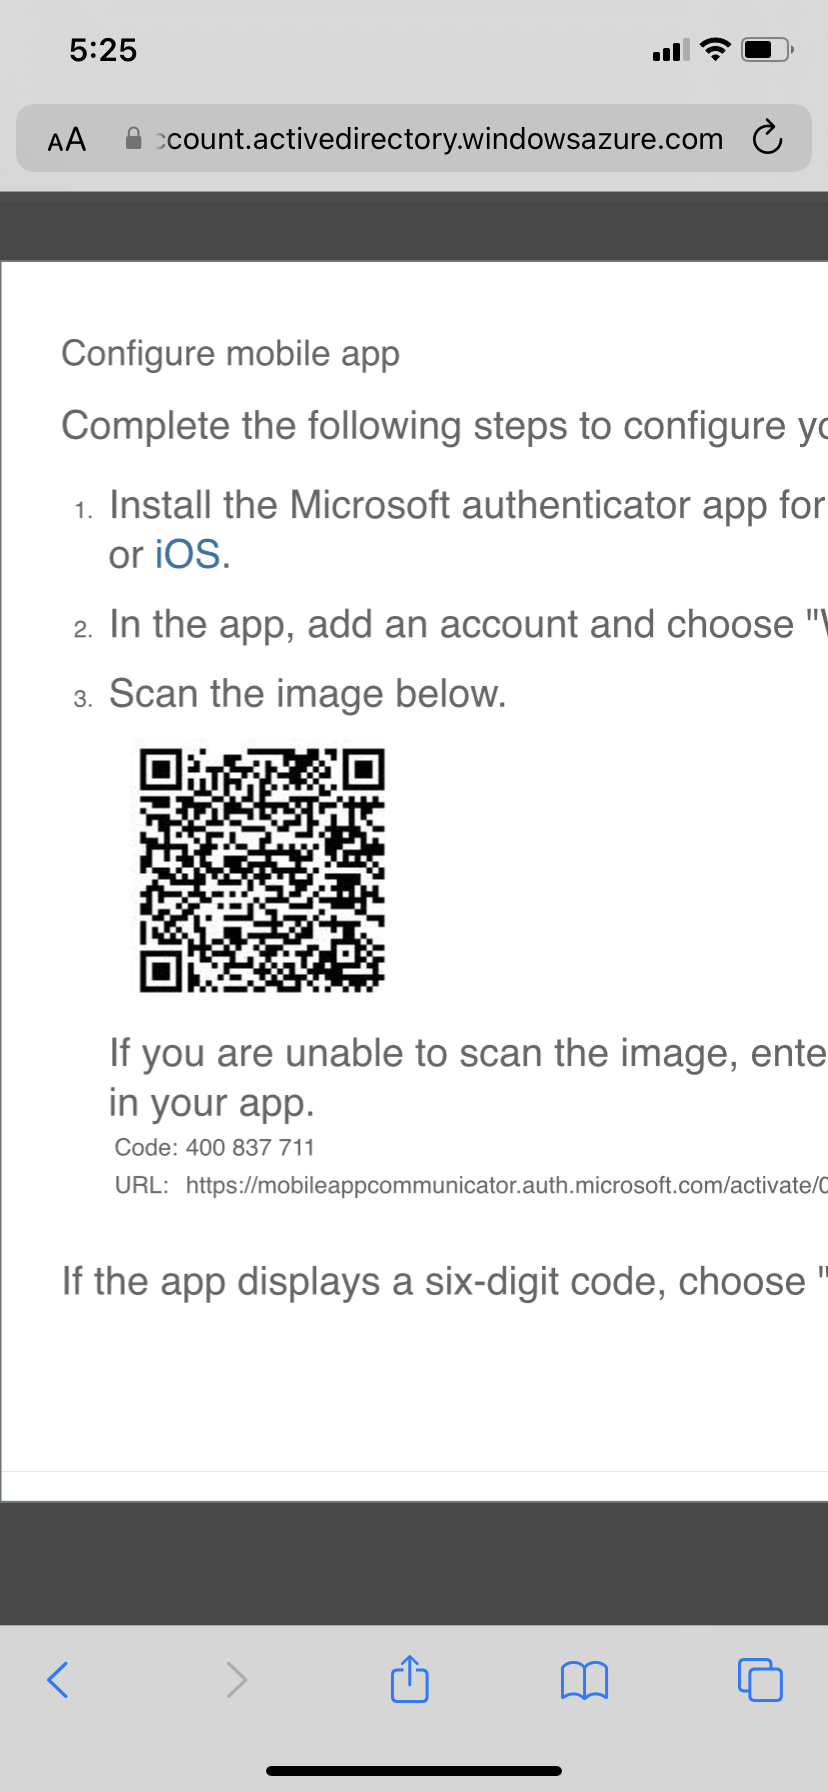 5:25
AA ccount.activedirectory.windowsazure.com
Configure mobile app
Complete the following steps to configure yo
1. Install the Microsoft authenticator app for
or iOS.
2. In the app, add an account and choose "
3. Scan the image below.
If you are unable to scan the image, ente
in your app.
Code: 400 837 711
URL: https://mobileappcommunicator.auth.microsoft.com/activate/0
If the app displays a six-digit code, choose "